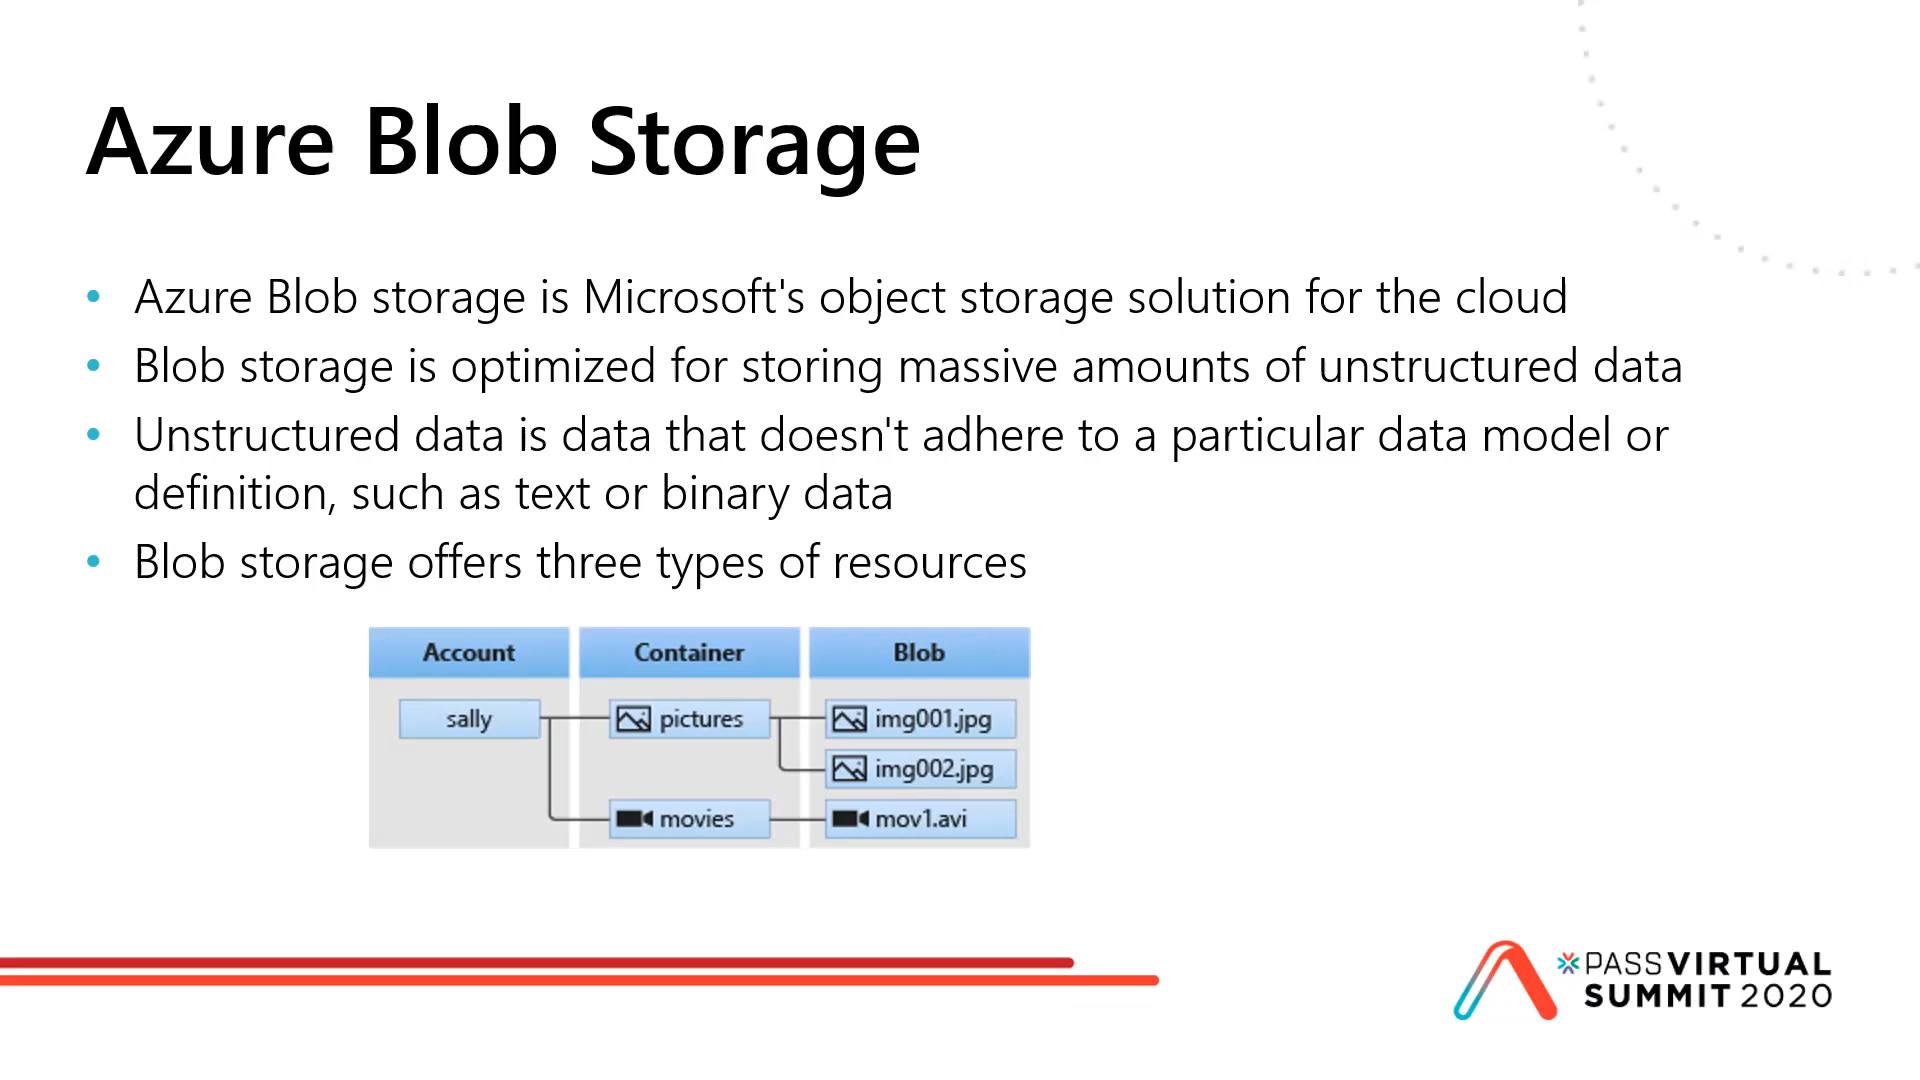 Azure Blob Storage
• Azure Blob storage is Microsoft's object storage solution for the cloud
• Blob storage is optimized for storing massive amounts of unstructured data
• Unstructured data is data that doesn't adhere to a particular data model or
definition, such as text or binary data
• Blob storage offers three types of resources
Account Container Blob
sally pictures img001.jpg
img002.jpg
movies mov1.avi
PASS VIRTUAL
SUMMIT 2020